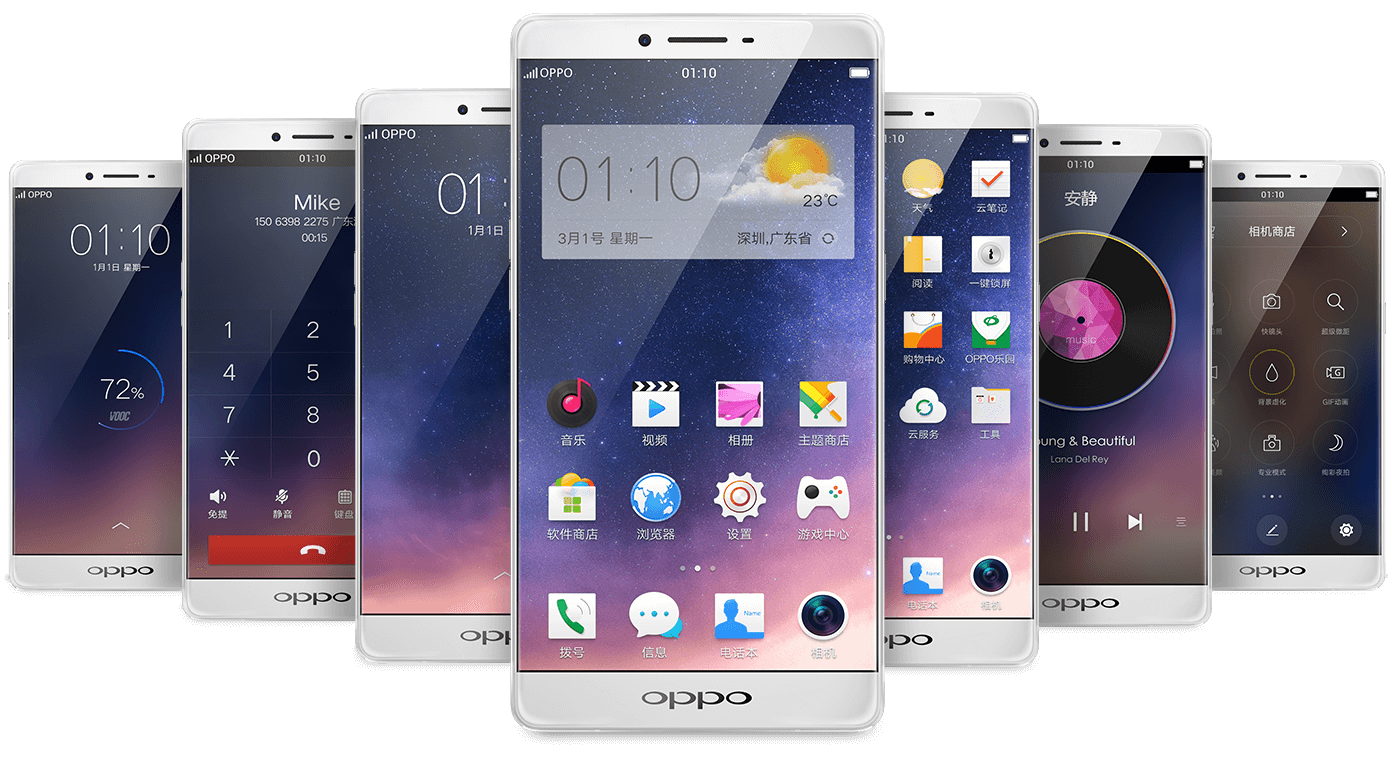 OPPO
01:10
1月1日 星期一
72%
VOOC
oppo
OPPO
01:10
Mike
150 6398 2275 广东
00:15
1
2
4
5
7
8
*
0
免提
静音
键盘
oppo
OPPO
01:
1月1日
OPPO
01:10
01:10
23°C
3月1号 星期一
深圳,广东省
音乐
视频
相册
主题商店
软件商店
浏览器
设置
游戏中心
拨号
信息
Name
电话本
相机
oppo
:10
天气
云笔记
阅读
一键锁屏
购物中心
OPPO乐园
云服务
工具
Name
电话本
相机
01:10
安静
music
ung & Beautiful
Lana Del Rey
oppo
01:10
相机商店
快镜头
超级微距
背景虚化
GIF动画
专业模式
绚彩夜拍
oppo